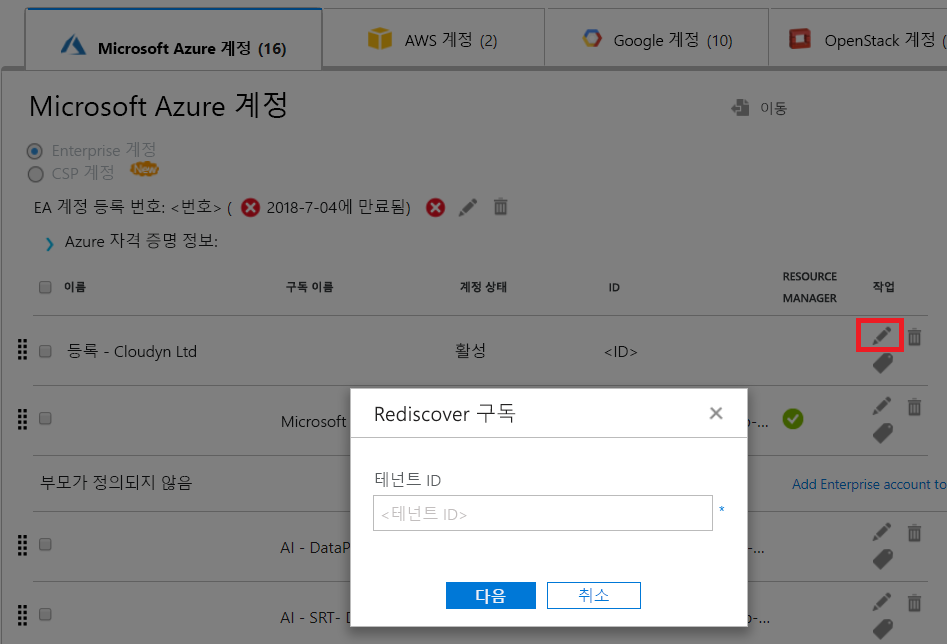 Microsoft Azure 계정 (16) AWS 계정 (2) Google 계정 (10) OpenStack 계정 (
Microsoft Azure 계정 이동
Enterprise 계정
CSP 계정 New
EA 계정 등록 번호: <번호> ( 2018-7-04에 만료됨)
Azure 자격 증명 정보:
이름 구독 이름 계정 상태 ID RESOURCE MANAGER 작업
등록 - Cloudyn Ltd 활성 <ID>
Microsoft
부모가 정의되지 않음 Add Enterprise account to
AI - DataP
AI - SRT-
Rediscover 구독
테넌트 ID
<테넌트 ID> *
다음 취소